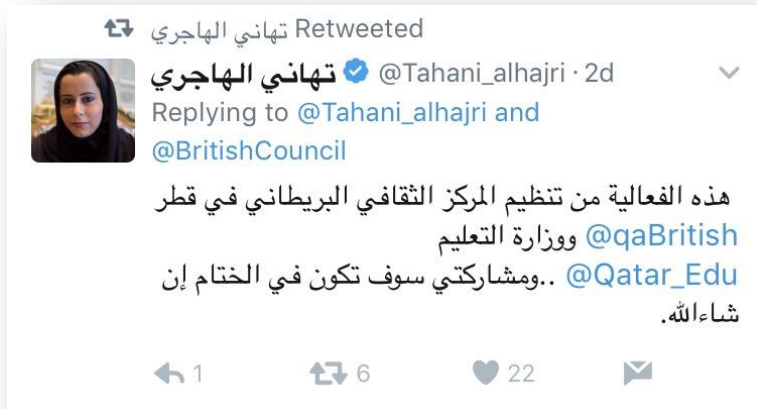 تهاني الهاجري Retweeted
تهاني الهاجري @Tahani_alhajri · 2d
Replying to @Tahani_alhajri and
@BritishCouncil
هذه الفعالية من تنظيم المركز الثقافي البريطاني في قطر
@qaBritish ووزارة التعليم
@Qatar_Edu ..ومشاركتي سوف تكون في الختام إن
شاءالله.
1 6 22